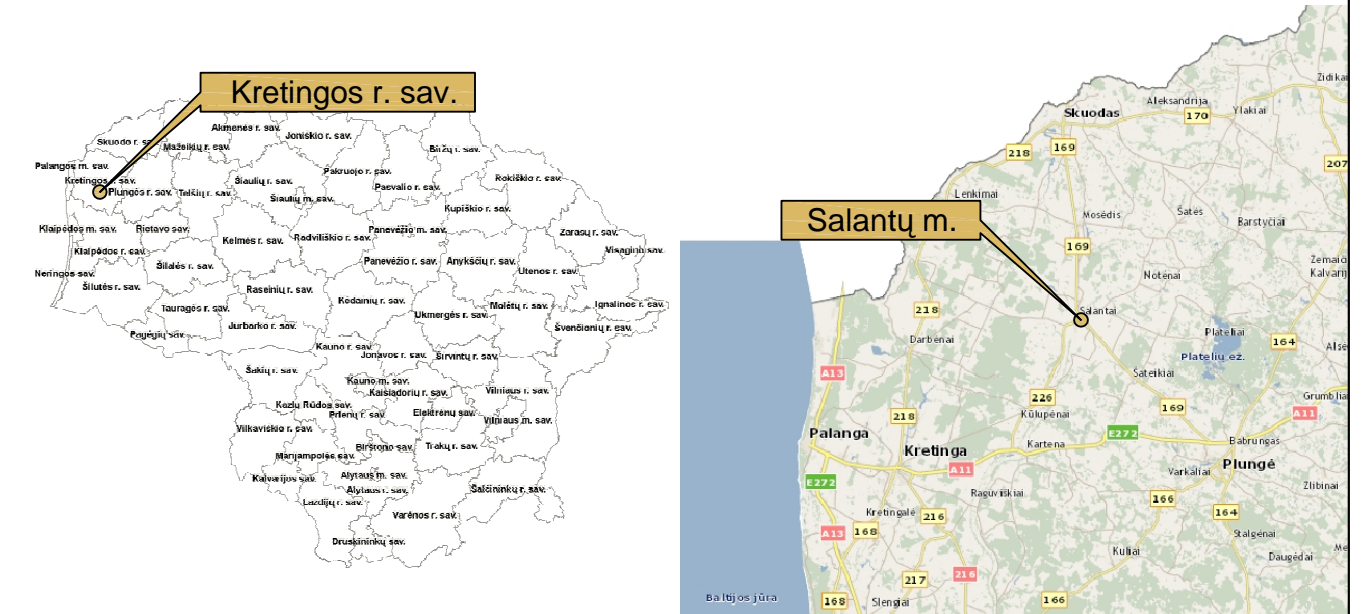 Kretingos r. sav.
Akmenės r. sav.
Joniškio r. sav.
Skuodo r. sav.
Mažeikių r. sav.
Biržų r. sav.
Palangos m. sav.
Kretingos r. sav.
Plungės r. sav.
Telšių r. sav.
Šiaulių r. sav.
Šiaulių m. sav.
Pakruojo r. sav.
Pasvalio r. sav.
Rokiškio r. sav.
Kupiškio r. sav.
Klaipėdos m. sav.
Rietavo sav.
Kelmės r. sav.
Radviliškio r. sav.
Panevėžio m. sav.
Zarasų r. sav.
Visagino sav.
Klaipėdos r. sav.
Šilalės r. sav.
Panevėžio r. sav.
Anykščių r. sav.
Utenos r. sav.
Neringos sav.
Šilutės r. sav.
Raseinių r. sav.
Kėdainių r. sav.
Molėtų r. sav.
Ignalinos r. sav.
Tauragės r. sav.
Ukmergės r. sav.
Jurbarko r. sav.
Švenčionių r. sav.
Pagėgių sav.
Kauno r. sav.
Jonavos r. sav.
Širvintų r. sav.
Šakių r. sav.
Kauno m. sav.
Kaišiadorių r. sav.
Vilniaus r. sav.
Kazlų Rūdos sav.
Prienų r. sav.
Elektrėnų sav.
Vilniaus m. sav.
Vilkaviškio r. sav.
Birštono sav.
Trakų r. sav.
Marijampolės sav.
Kalvarijos sav.
Alytaus m. sav.
Alytaus r. sav.
Šalčininkų r. sav.
Lazdijų r. sav.
Varėnos r. sav.
Druskininkų sav.
Salantų m.
Židika
Aleksandrija
Ylakiai
Skuodas
170
169
218
207
Lenkimai
Mosėdis
Šatės
Barstyčiai
169
Žemaič
Kalvarij
Notėnai
218
Salantai
Plateliai
Platelių ež.
164
Alsė
Darbėnai
A13
Šateikiai
226
169
Grumblia
A11
218
Kūlupėnai
Palanga
Kretinga
Kartena
E272
Babrungas
A11
Varkaliai
Plungė
E272
Raguviškiai
166
Žlibinai
Kretingalė
216
164
A13
168
Stalgėnai
Kuliai
Daugėdai
Me
216
217
Baltijos jūra
168
Slengiai
166